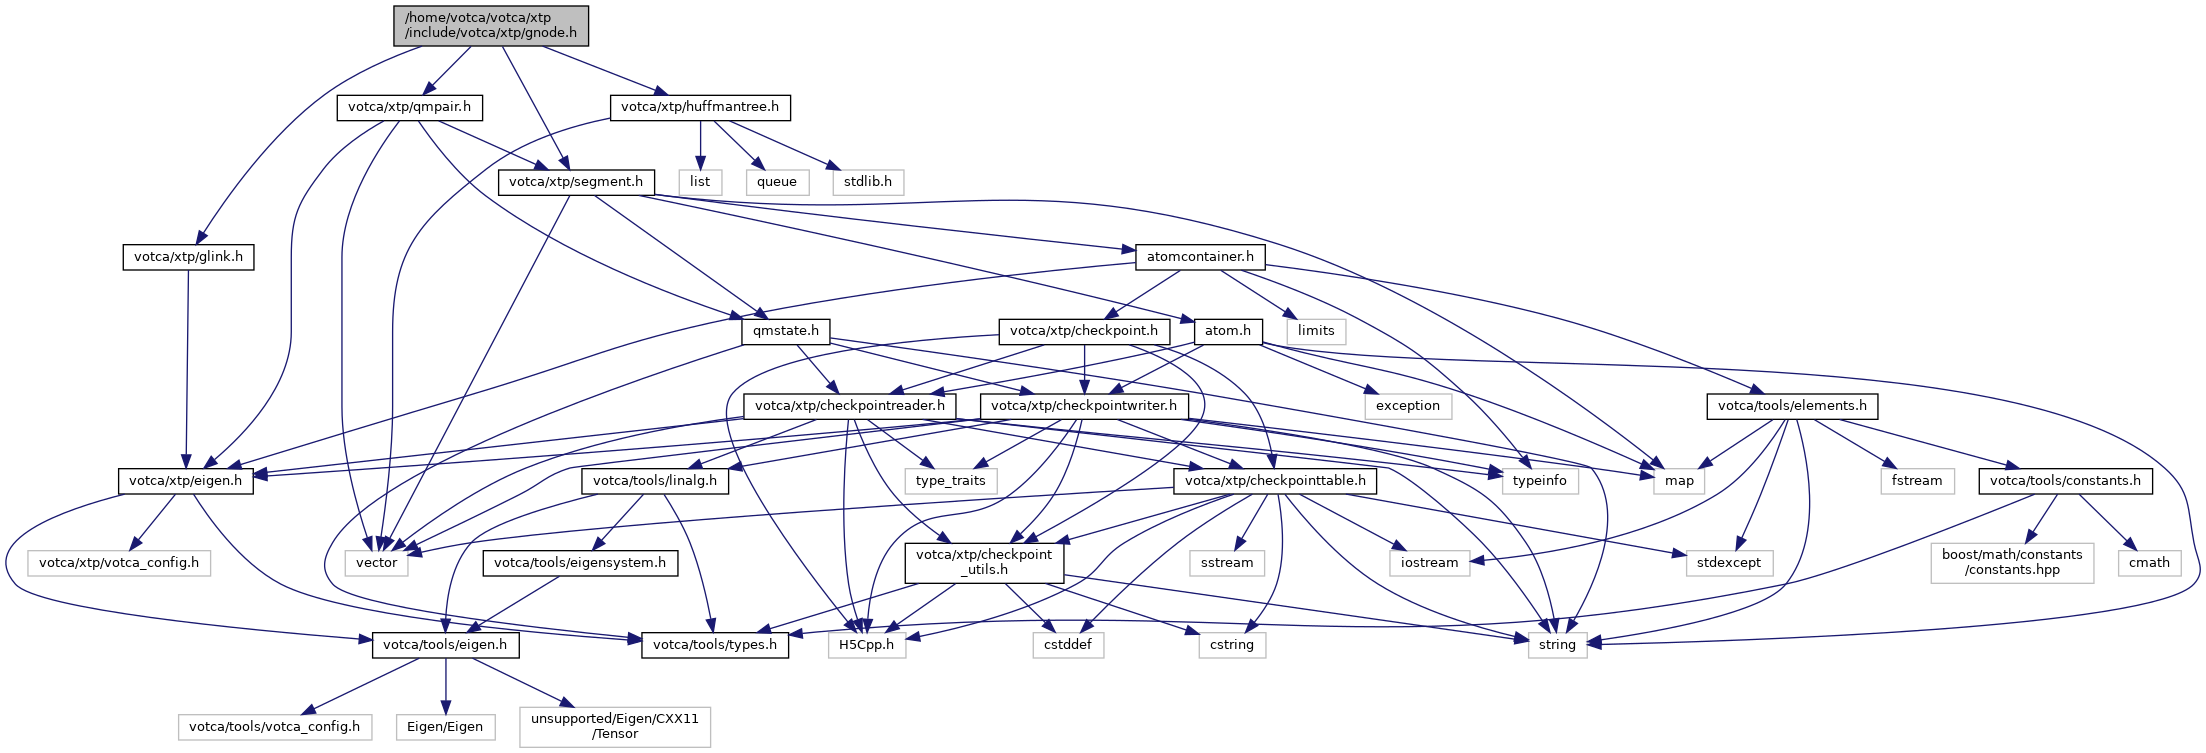 /home/votca/votca/xtp
/include/votca/xtp/gnode.h
votca/xtp/qmpair.h
votca/xtp/huffmantree.h
votca/xtp/segment.h
list
queue
stdlib.h
votca/xtp/glink.h
atomcontainer.h
qmstate.h
votca/xtp/checkpoint.h
atom.h
limits
votca/xtp/checkpointreader.h
votca/xtp/checkpointwriter.h
exception
votca/tools/elements.h
votca/xtp/eigen.h
votca/tools/linalg.h
type_traits
votca/xtp/checkpointtable.h
typeinfo
map
fstream
votca/tools/constants.h
votca/xtp/votca_config.h
vector
votca/tools/eigensystem.h
votca/xtp/checkpoint
_utils.h
sstream
iostream
stdexcept
boost/math/constants
/constants.hpp
cmath
votca/tools/eigen.h
votca/tools/types.h
H5Cpp.h
cstddef
cstring
string
votca/tools/votca_config.h
Eigen/Eigen
unsupported/Eigen/CXX11
/Tensor